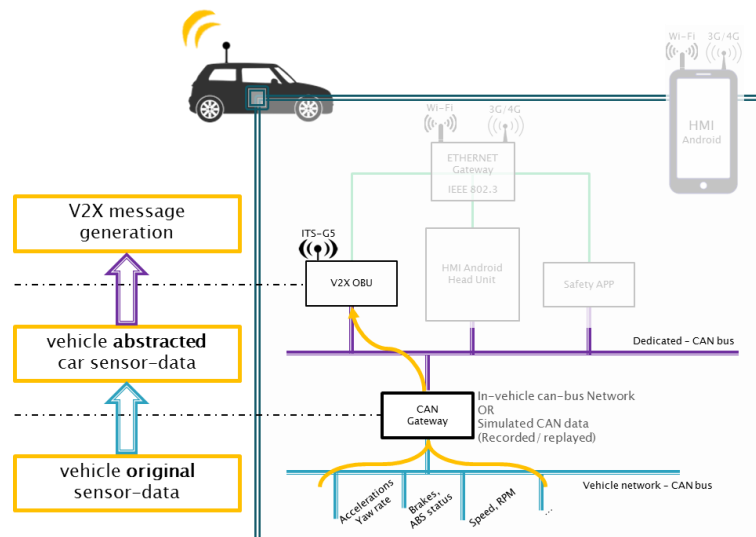 Wi-Fi
3G/4G
HMI
Android
Wi-Fi
3G/4G
ETHERNET
Gateway
IEEE 802.3
V2X message
generation
ITS-G5
V2X OBU
HMI Android
Head Unit
Safety APP
vehicle abstracted
car sensor-data
Dedicated - CAN bus
CAN
Gateway
In-vehicle can-bus Network
OR
Simulated CAN data
(Recorded/ replayed)
vehicle original
sensor-data
Vehicle network - CAN bus
Accelerations
Yaw rate
Brakes,
ABS status
Speed, RPM
...